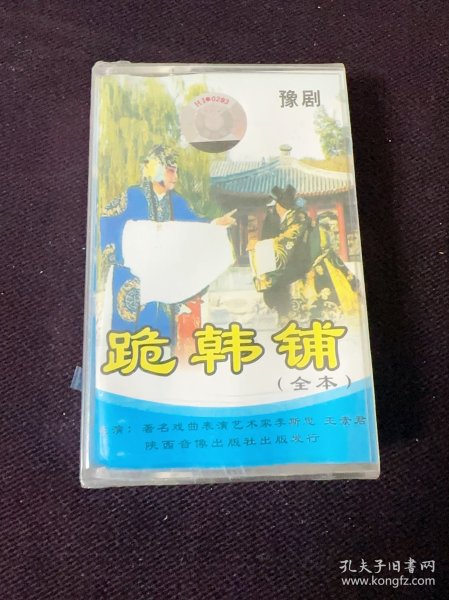 豫剧
跪韩铺
(全本)
主演：著名戏曲表演艺术家李斯忠 王素君
陕西音像出版社出版发行
孔夫子旧书网
www.kongfz.com